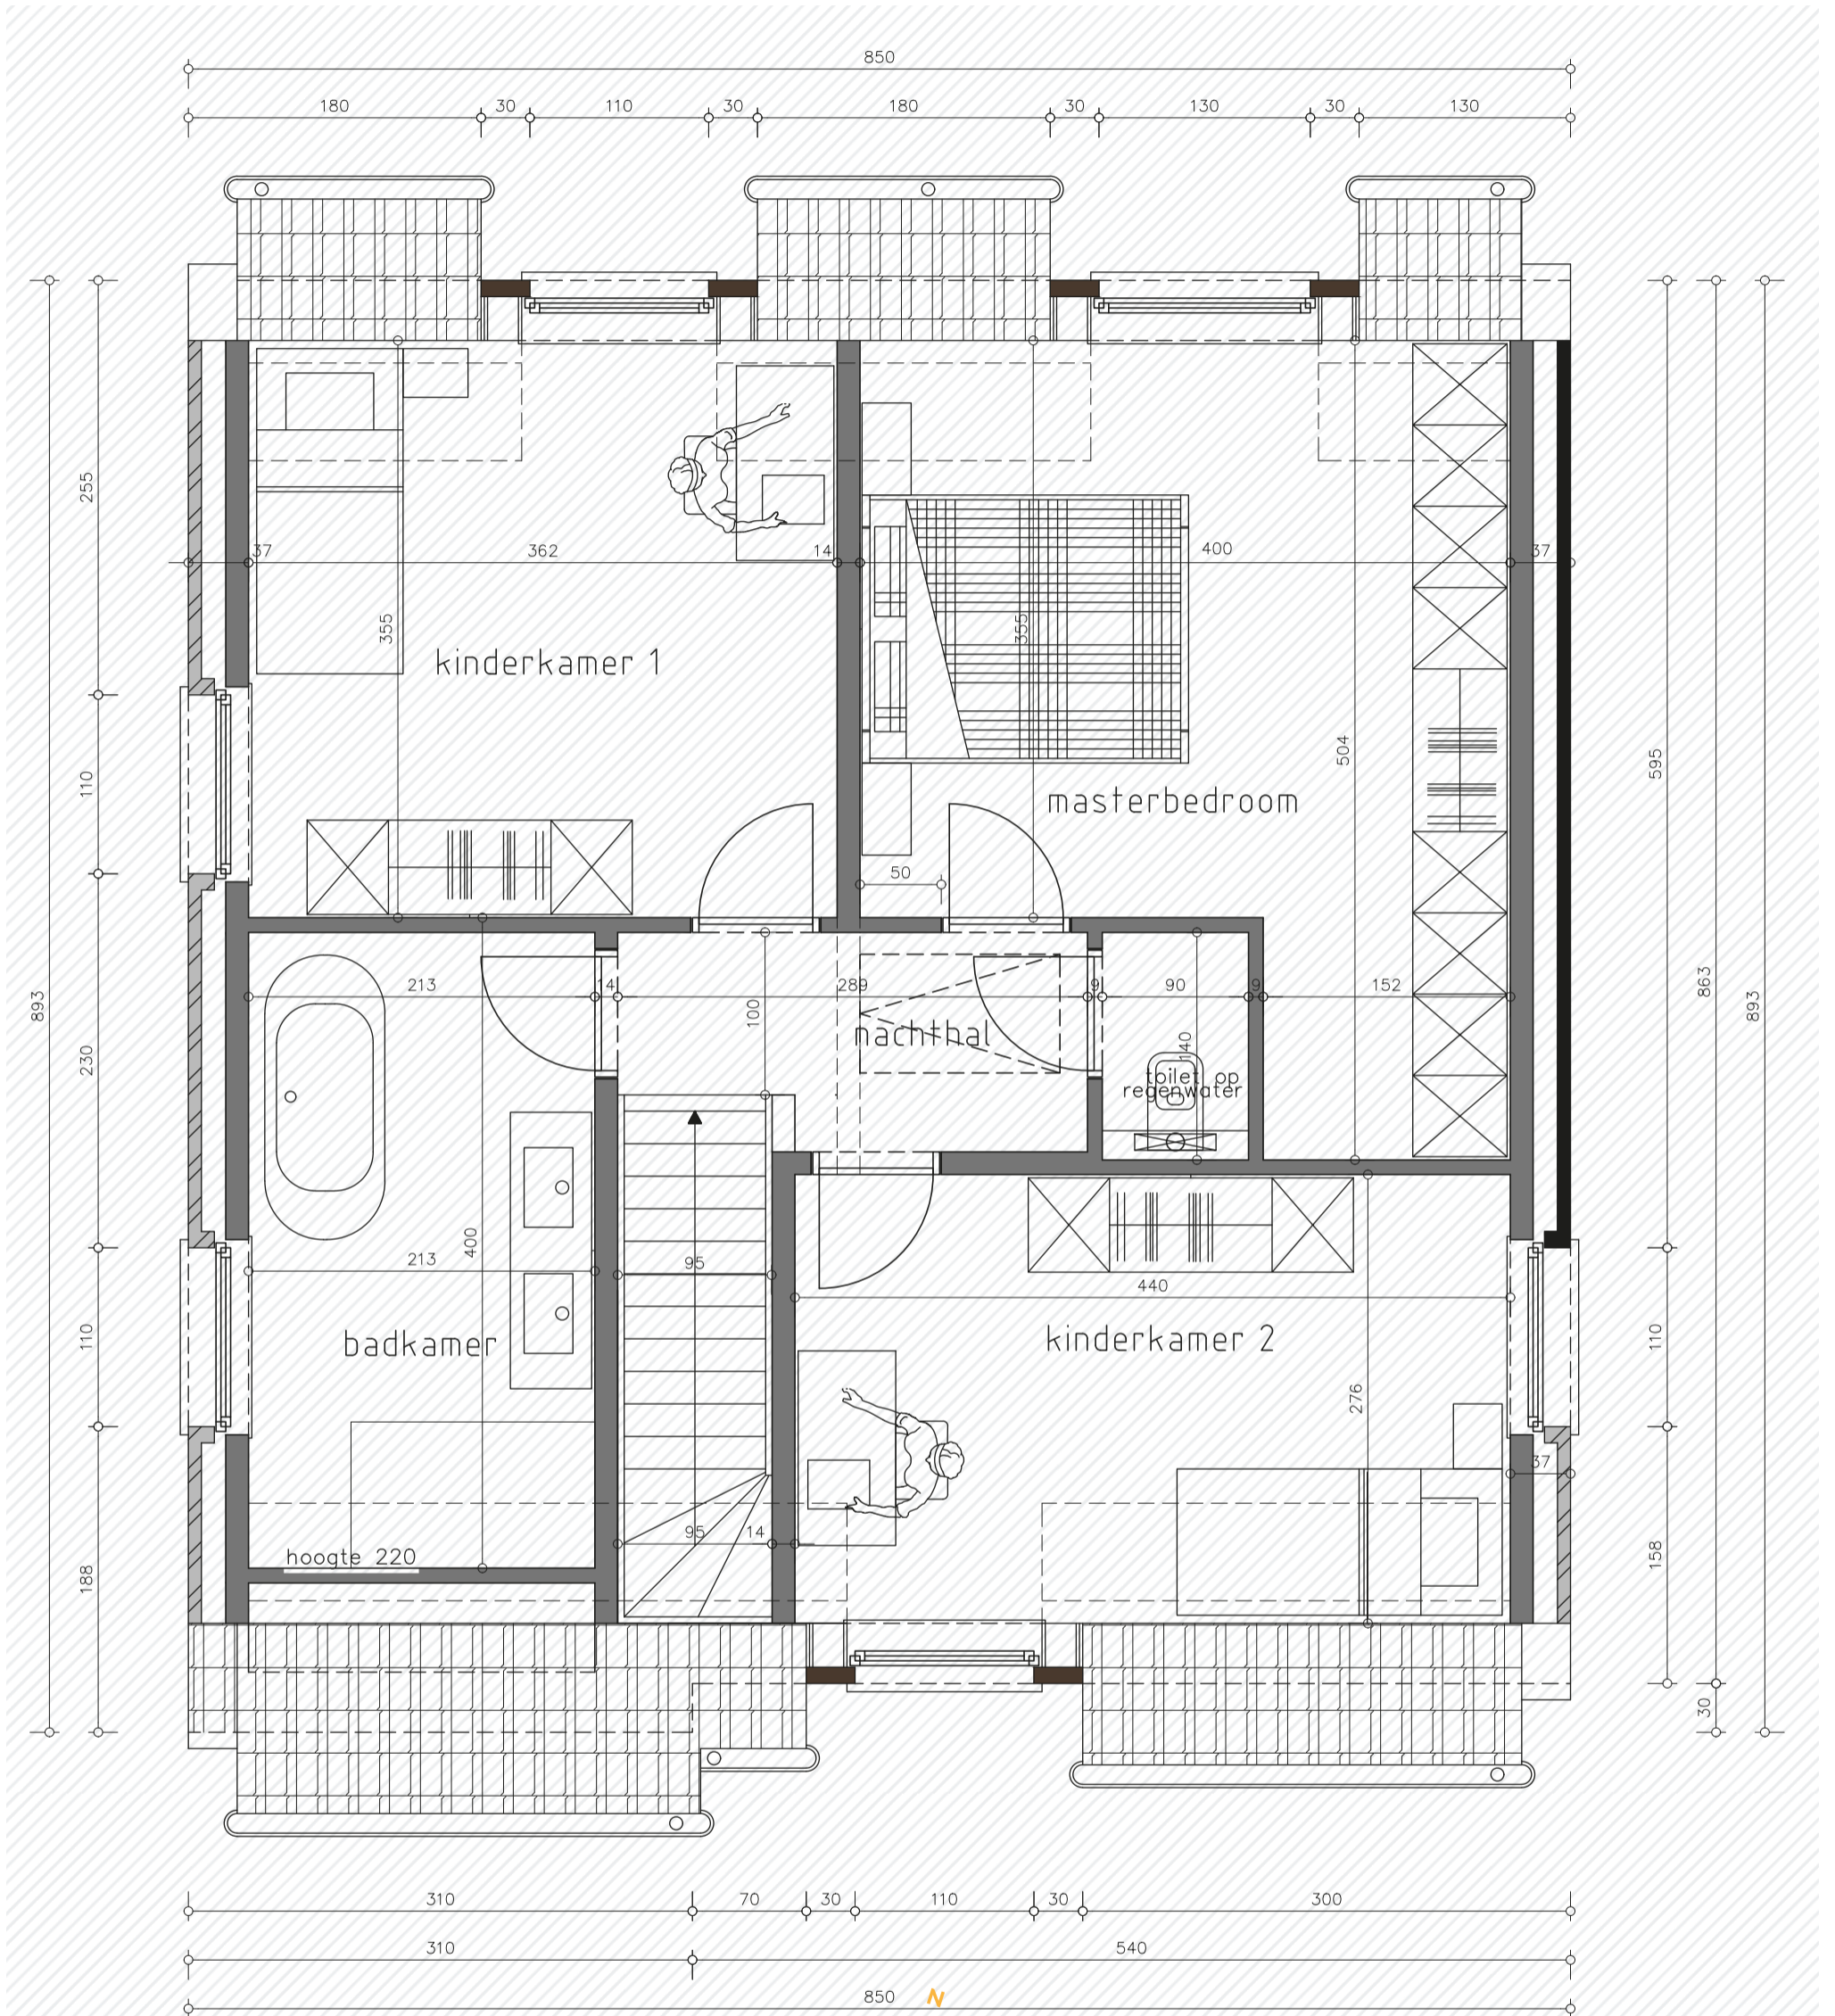 850
180 30 110 30 180 30 130 30 130
255
37 362 14 400 37
355
355
kinderkamer 1
504
595
110
masterbedroom
50
893
213 14 289 9 90 9 152
100
nachthal
140
toilet op
regenwater
863
893
230
400
213
95
440
badkamer
kinderkamer 2
110
110
276
37
95 14
hoogte 220
188
158
30
310 70 30 110 30 300
310 540
850
N